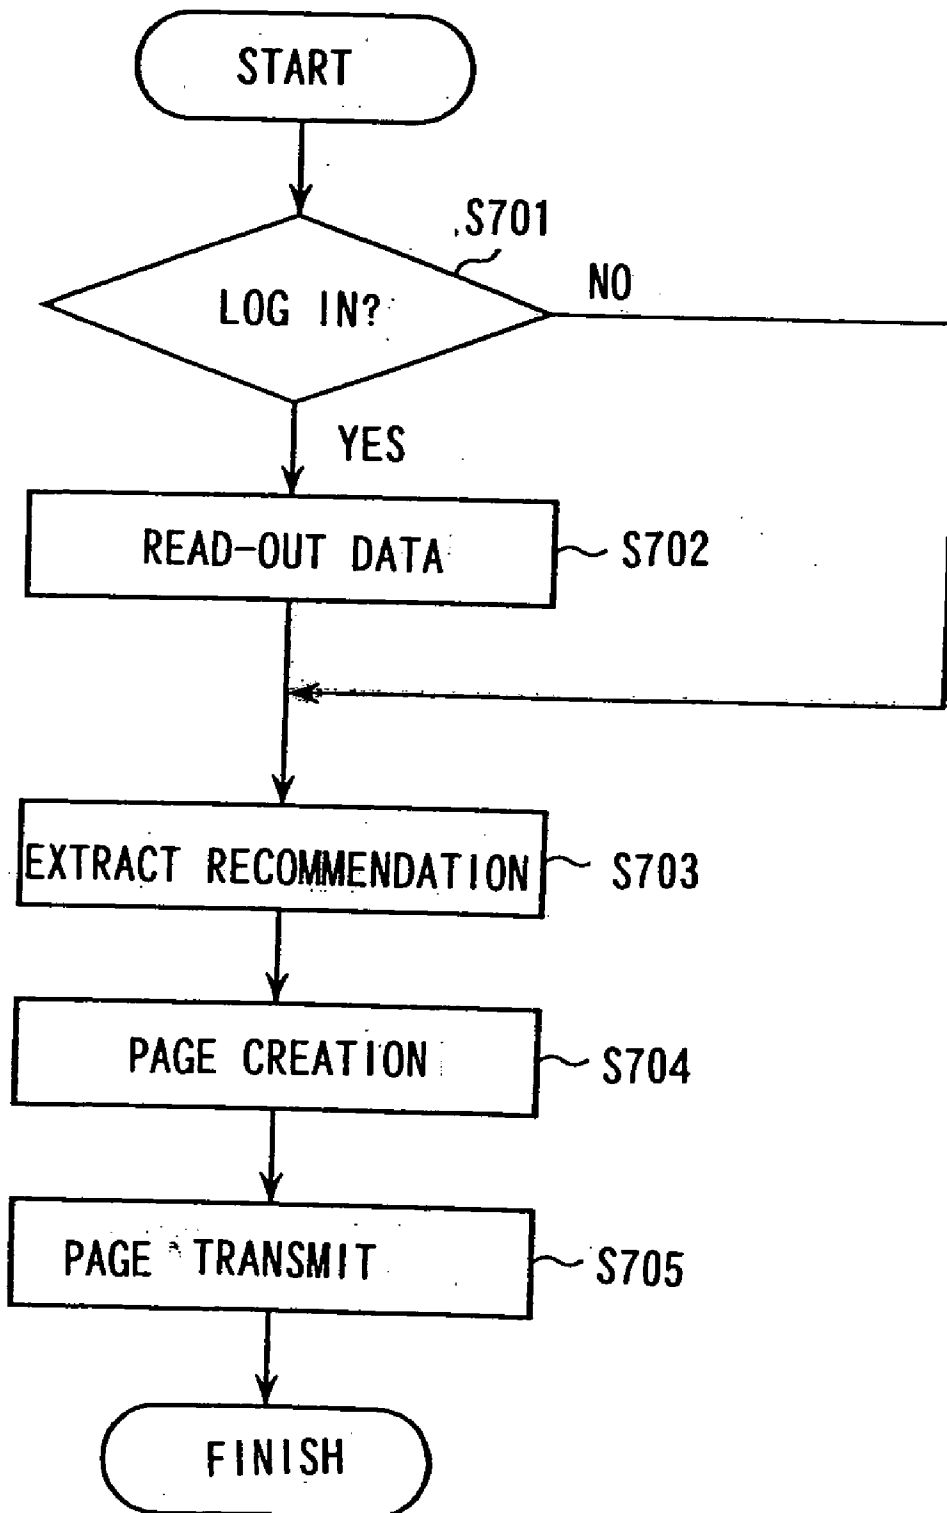 START
S701
LOG IN?
NO
YES
READ-OUT DATA
S702
EXTRACT RECOMMENDATION
S703
PAGE CREATION
S704
PAGE TRANSMIT
S705
FINISH